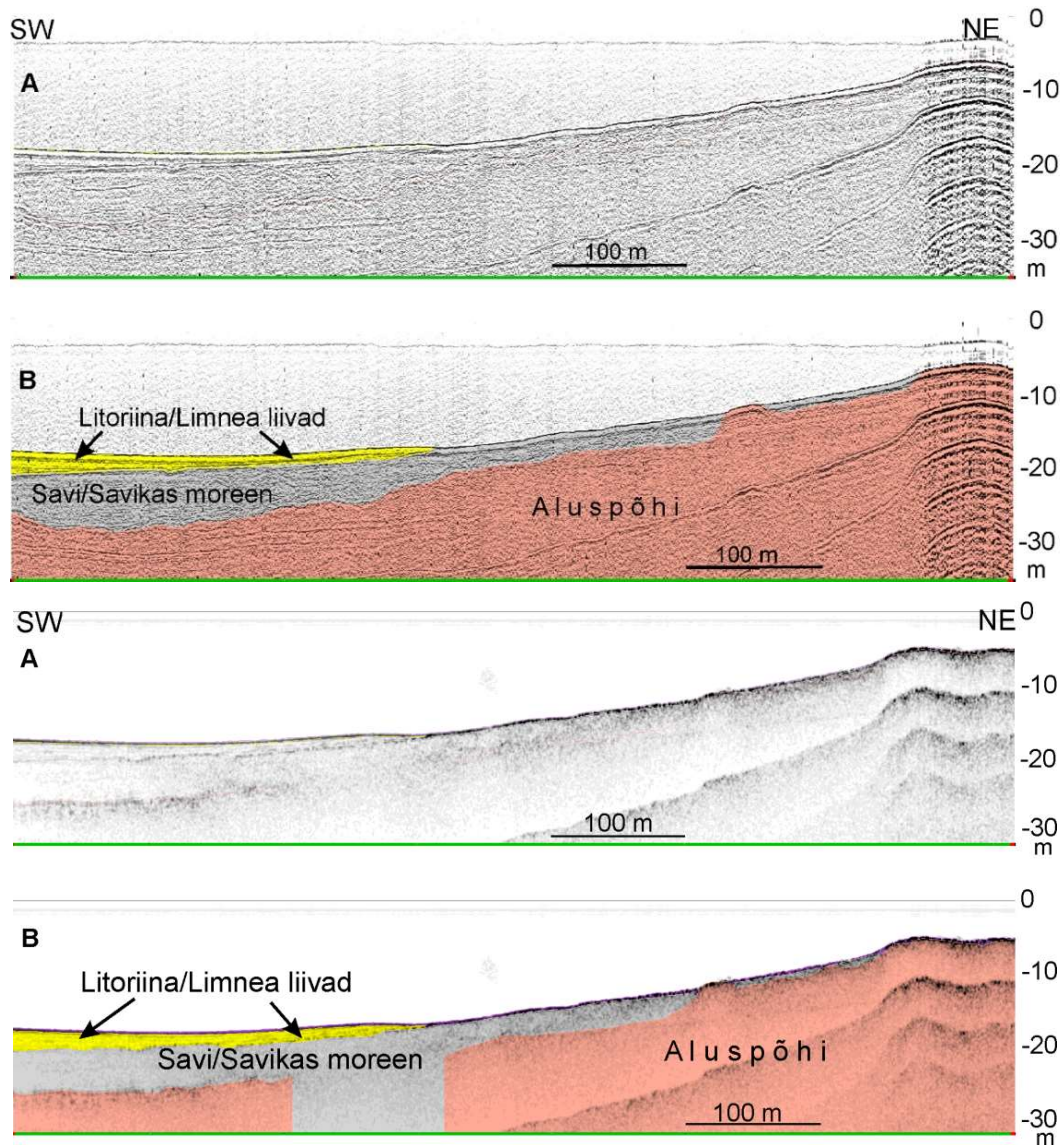 SW NE 0
A
-10
-20
100 m -30
m
0
B
-10
Litoriina/Limnea liivad
Savi/Savikas moreen -20
Aluspõhi
100 m -30
m
SW NE 0
A
-10
-20
100 m -30
m
0
B
-10
Litoriina/Limnea liivad
Savi/Savikas moreen Aluspõhi -20
100 m -30
m